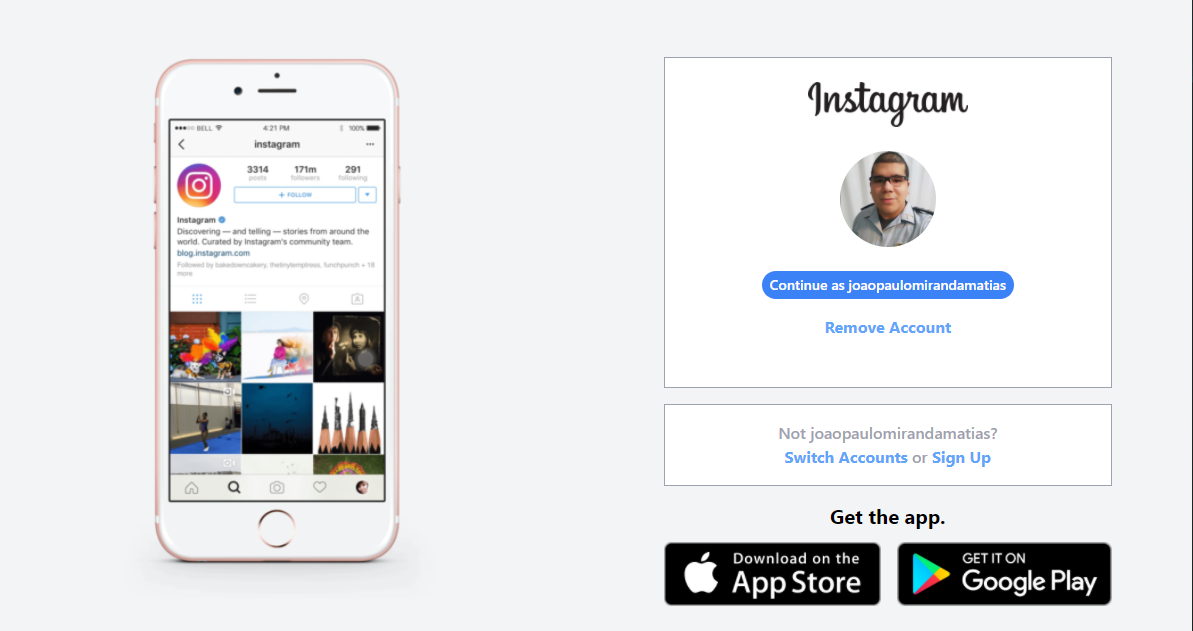 BELL
4:21 PM
100%
instagram
3314
171m
291
posts
followers
following
+ FOLLOW
Instagram
Discovering — and telling — stories from around the
world. Curated by Instagram's community team.
blog.instagram.com
Followed by bakedowncakery, thetinytemptress, funchpunch + 16
more
Instagram
Continue as joaopaulomirandamatias
Remove Account
Not joaopaulomirandamatias?
Switch Accounts or Sign Up
Get the app.
Download on the
App Store
GET IT ON
Google Play